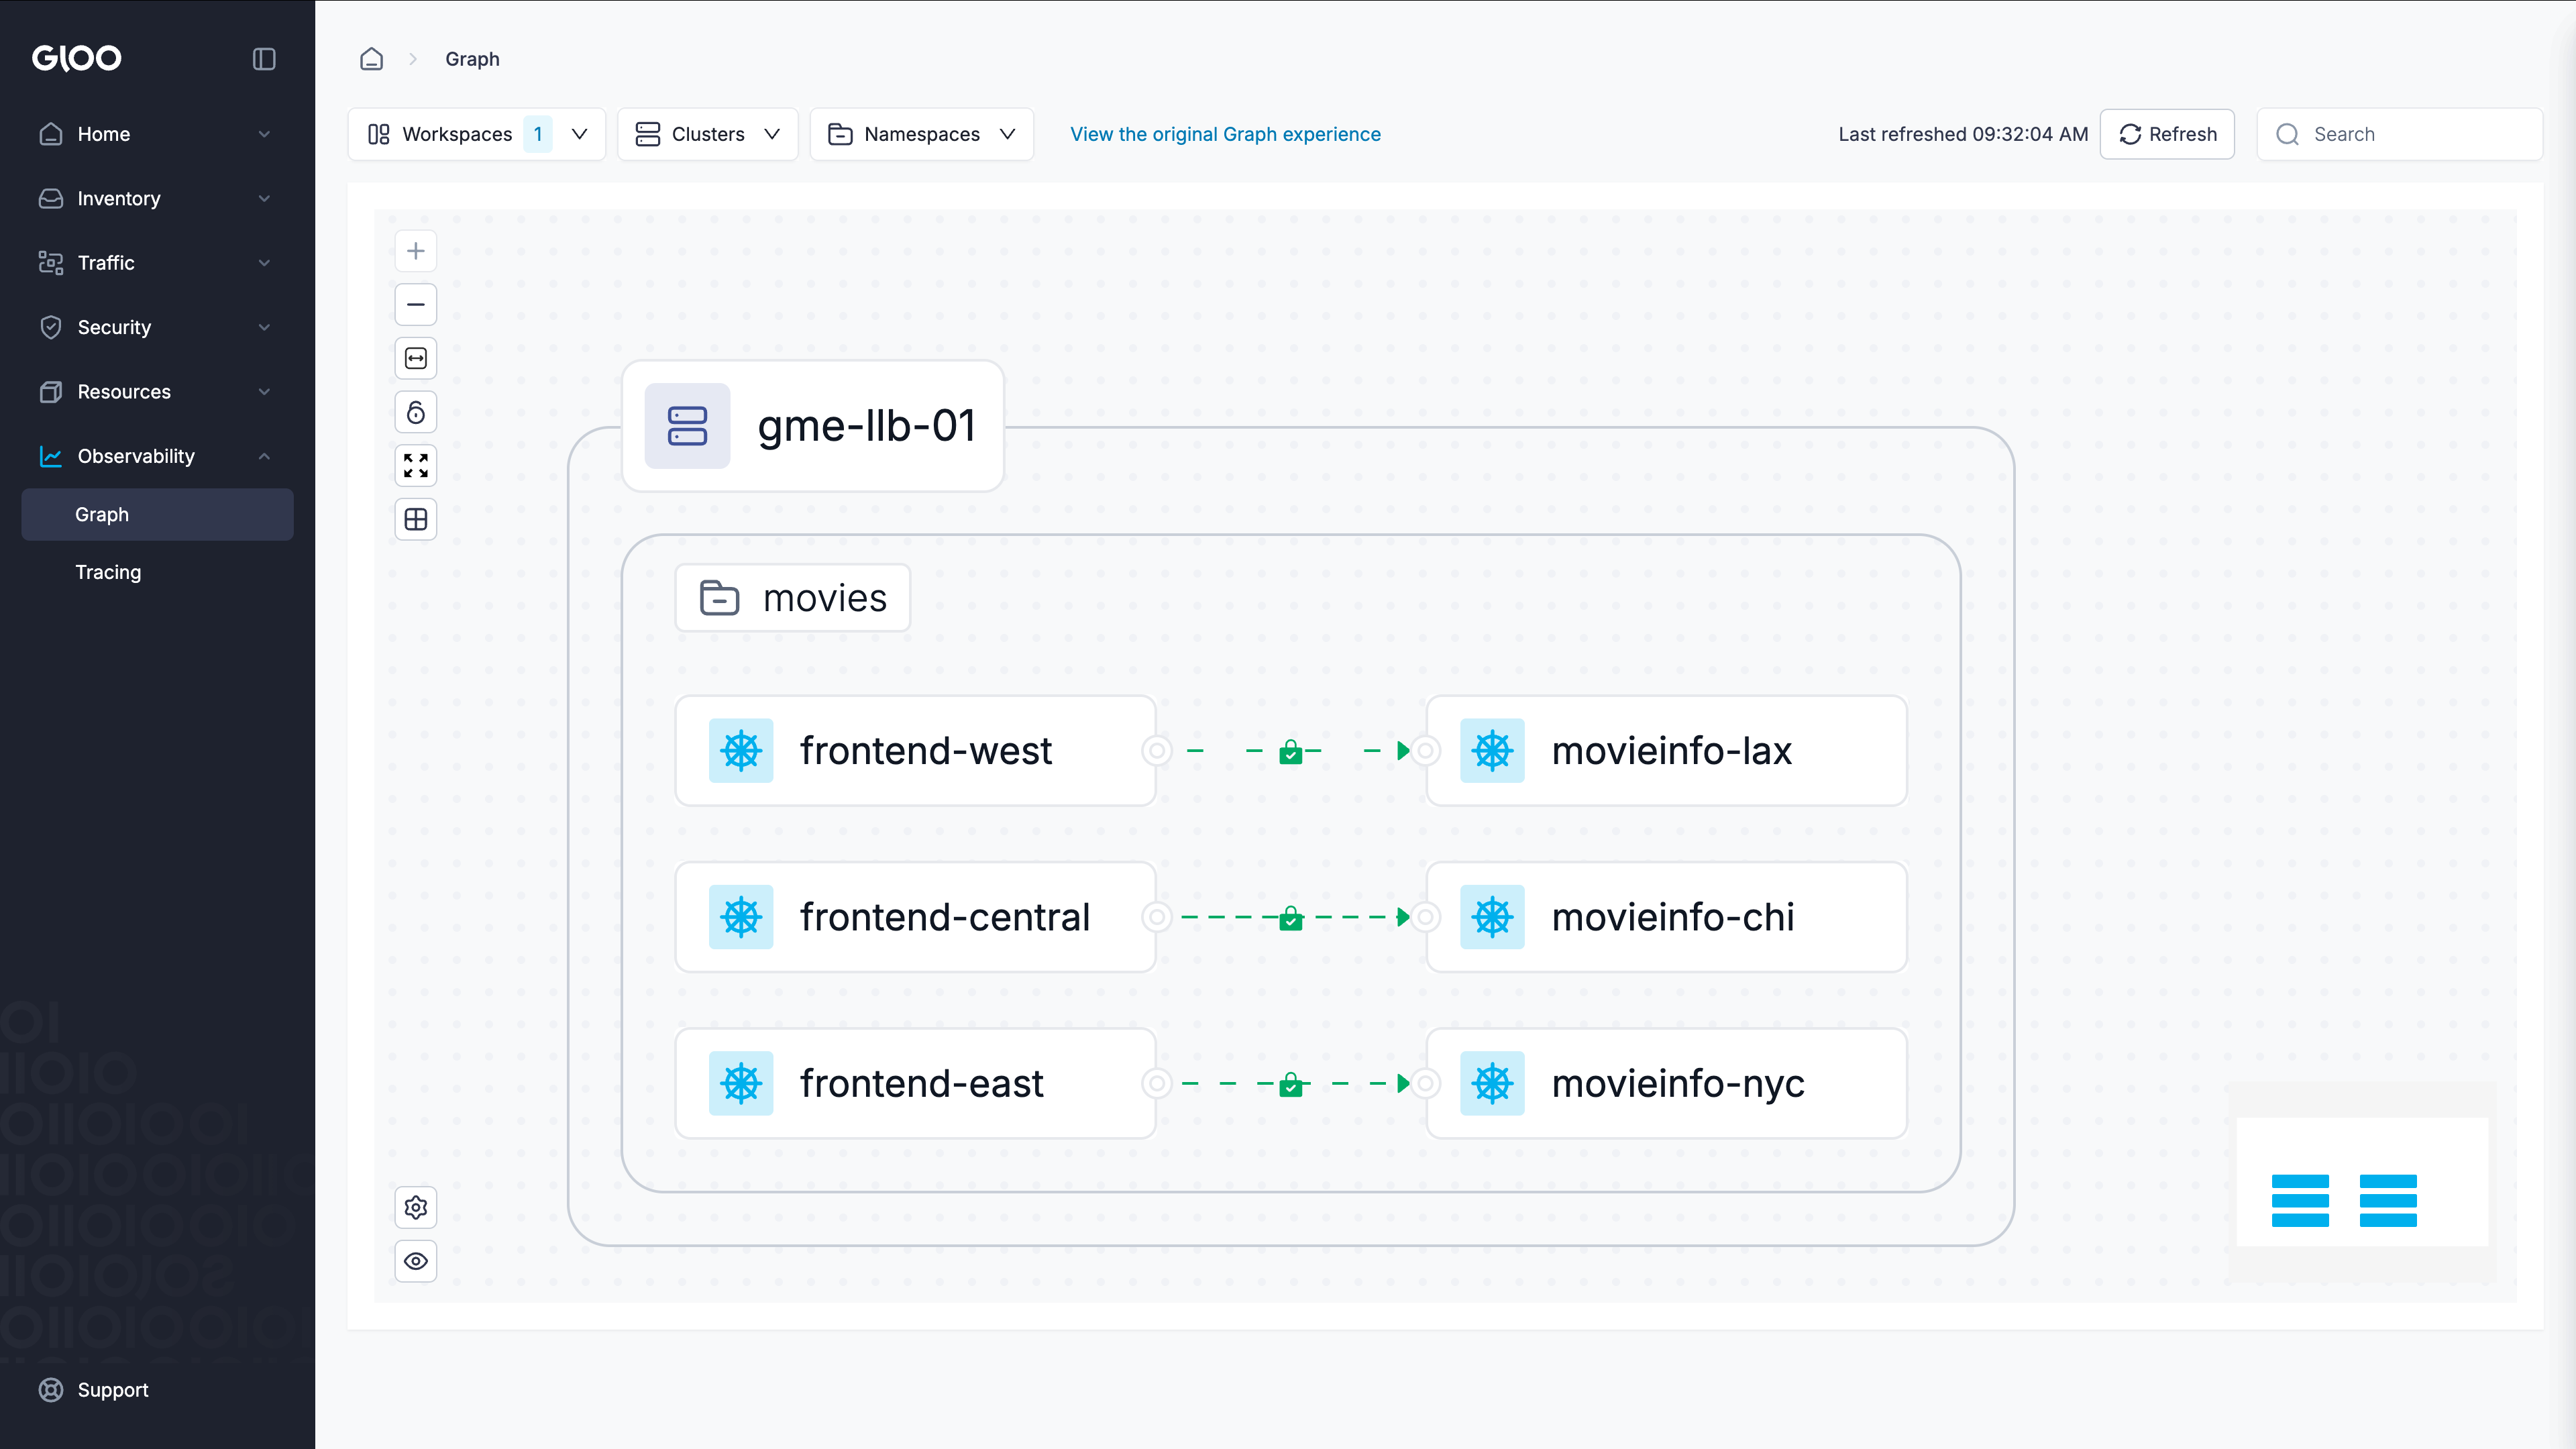 GLOO
Home
Inventory
Traffic
Security
Resources
Observability
Graph
Tracing
Support
Graph
Workspaces 1
Clusters
Namespaces
View the original Graph experience
Last refreshed 09:32:04 AM
Refresh
Search
gme-llb-01
movies
frontend-west
movieinfo-lax
frontend-central
movieinfo-chi
frontend-east
movieinfo-nyc